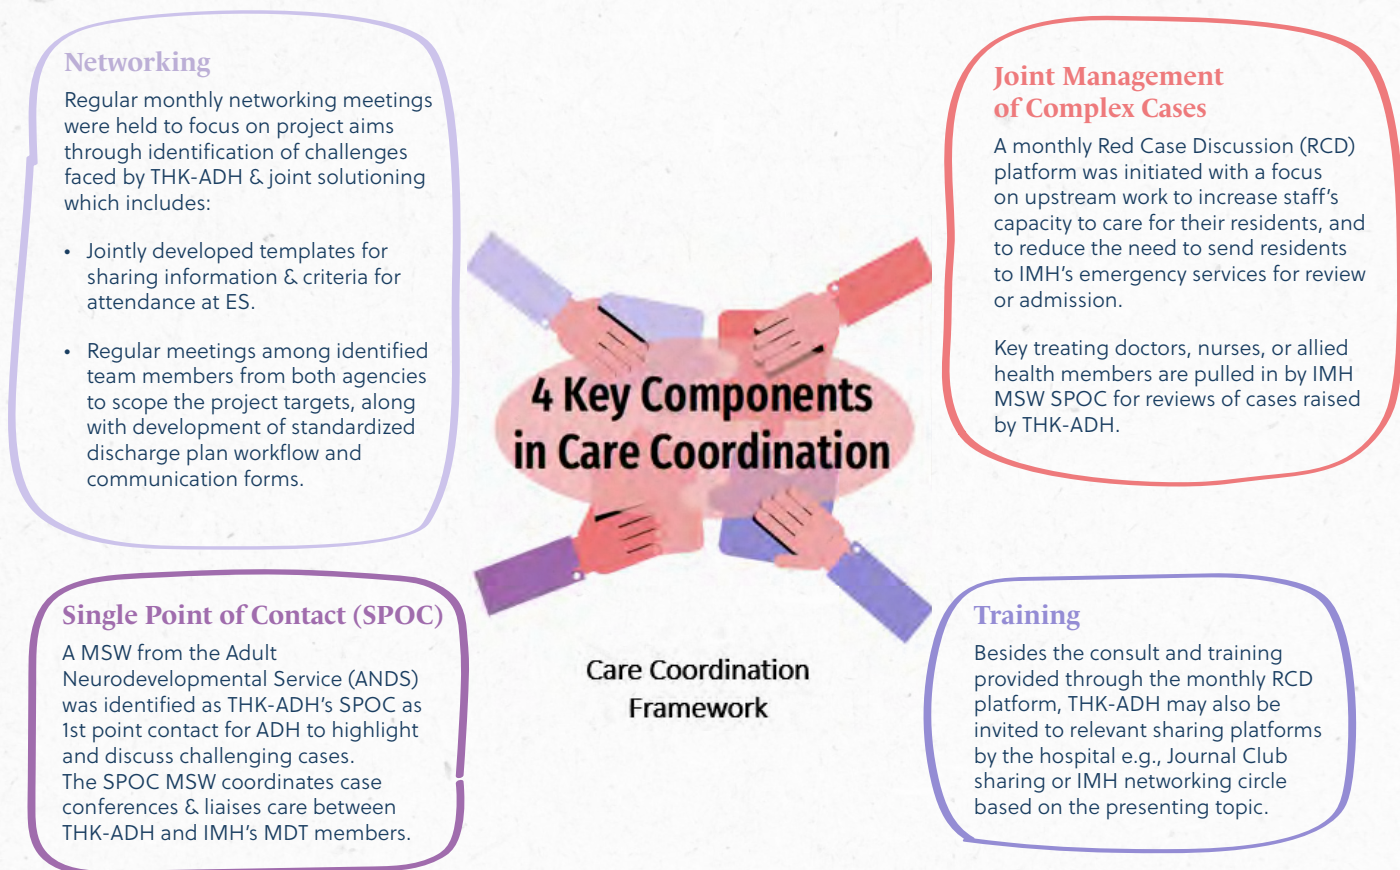 Networking
Regular monthly networking meetings
were held to focus on project aims
through identification of challenges
faced by THK-ADH & joint solutioning
which includes:
• Jointly developed templates for
sharing information & criteria for
attendance at ES.
• Regular meetings among identified
team members from both agencies
to scope the project targets, along
with development of standardized
discharge plan workflow and
communication forms.
Joint Management
of Complex Cases
A monthly Red Case Discussion (RCD)
platform was initiated with a focus
on upstream work to increase staff's
capacity to care for their residents, and
to reduce the need to send residents
to IMH's emergency services for review
or admission.
Key treating doctors, nurses, or allied
health members are pulled in by IMH
MSW SPOC for reviews of cases raised
by THK-ADH.
4 Key Components
in Care Coordination
Care Coordination
Framework
Single Point of Contact (SPOC)
A MSW from the Adult
Neurodevelopmental Service (ANDS)
was identified as THK-ADH's SPOC as
1st point contact for ADH to highlight
and discuss challenging cases.
The SPOC MSW coordinates case
conferences & liaises care between
THK-ADH and IMH's MDT members.
Training
Besides the consult and training
provided through the monthly RCD
platform, THK-ADH may also be
invited to relevant sharing platforms
by the hospital e.g., Journal Club
sharing or IMH networking circle
based on the presenting topic.